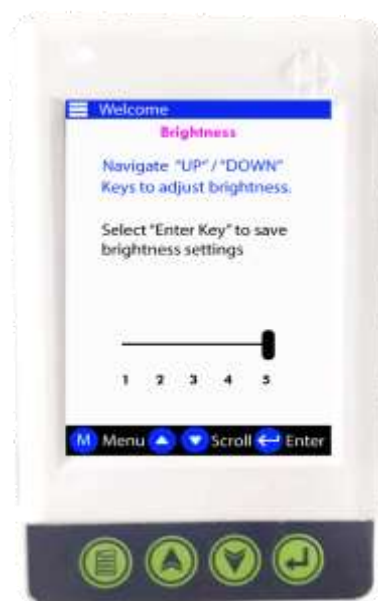 Welcome
Brightness
Navigate "UP" / "DOWN"
Keys to adjust brightness.
Select "Enter Key" to save
brightness settings
1 2 3 4 5
M Menu Scroll Enter